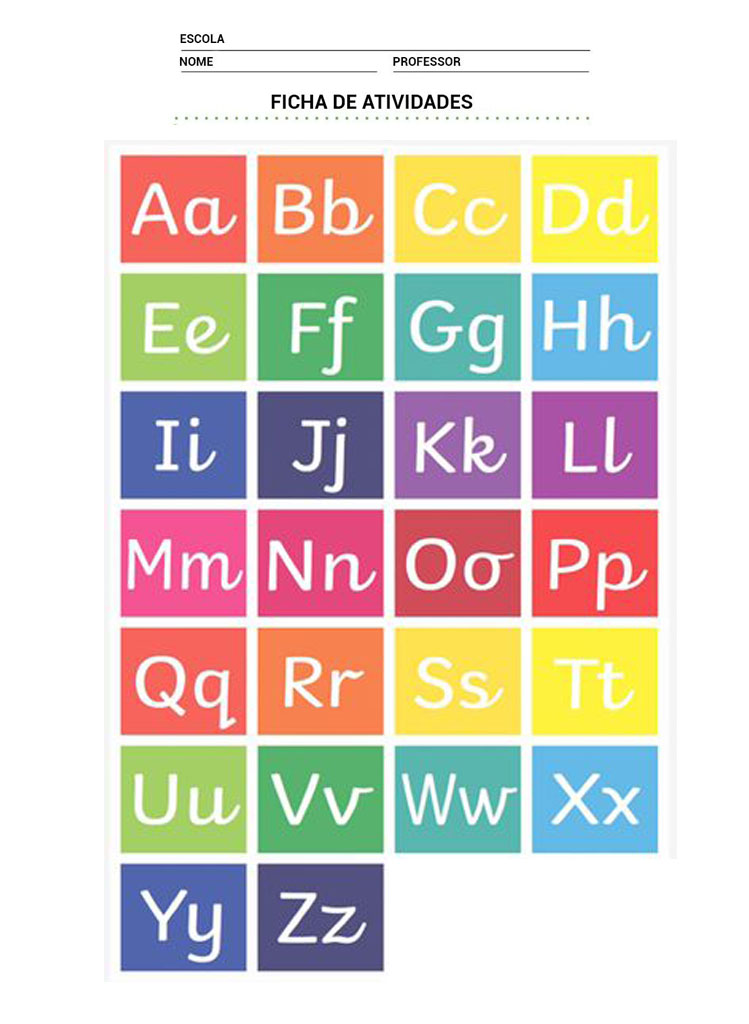 ESCOLA
NOME PROFESSOR
FICHA DE ATIVIDADES
Aa Bb Cc Dd
Ee Ff Gg Hh
Ii Jj Kk Ll
Mm Nn Oo Pp
Qq Rr Ss Tt
Uu Vv Ww Xx
Yy Zz